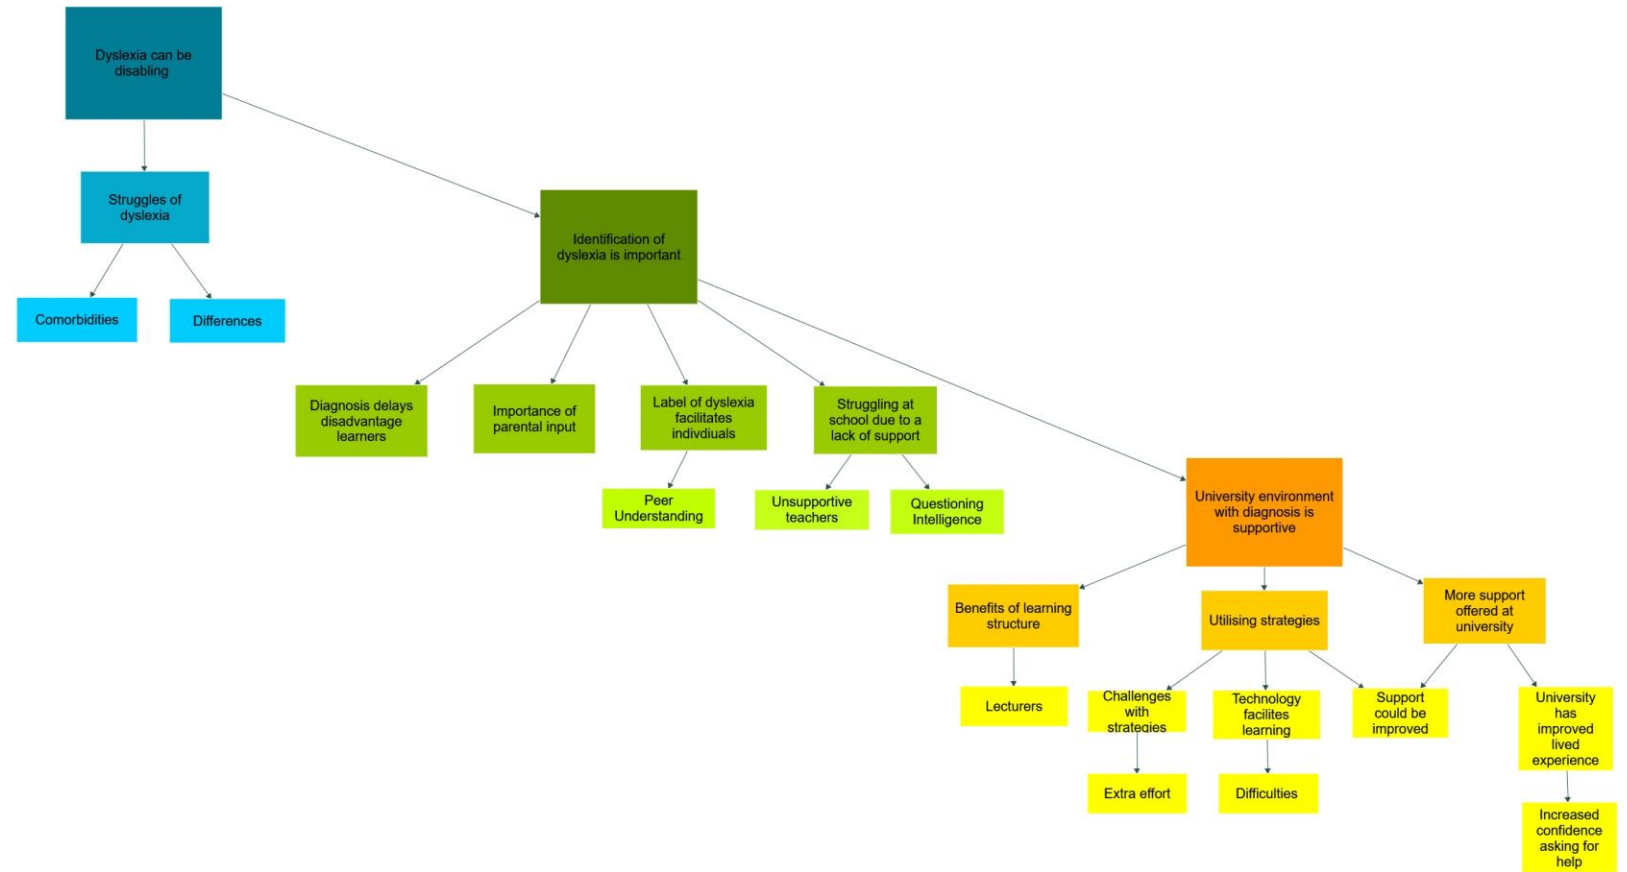 Dyslexia can be
disabling
Struggles of
dyslexia
Comorbidities
Differences
Identification of
dyslexia is important
Diagnosis delays
disadvantage
learners
Importance of
parental input
Label of dyslexia
facilitates
indivdiuals
Struggling at
school due to a
lack of support
Peer
Understanding
Unsupportive
teachers
Questioning
Intelligence
University environment
with diagnosis is
supportive
Benefits of learning
structure
Utilising strategies
More support
offered at
university
Lecturers
Challenges
with
strategies
Technology
facilites
learning
Support
could be
improved
University
has
improved
lived
experience
Extra effort
Difficulties
Increased
confidence
asking for
help